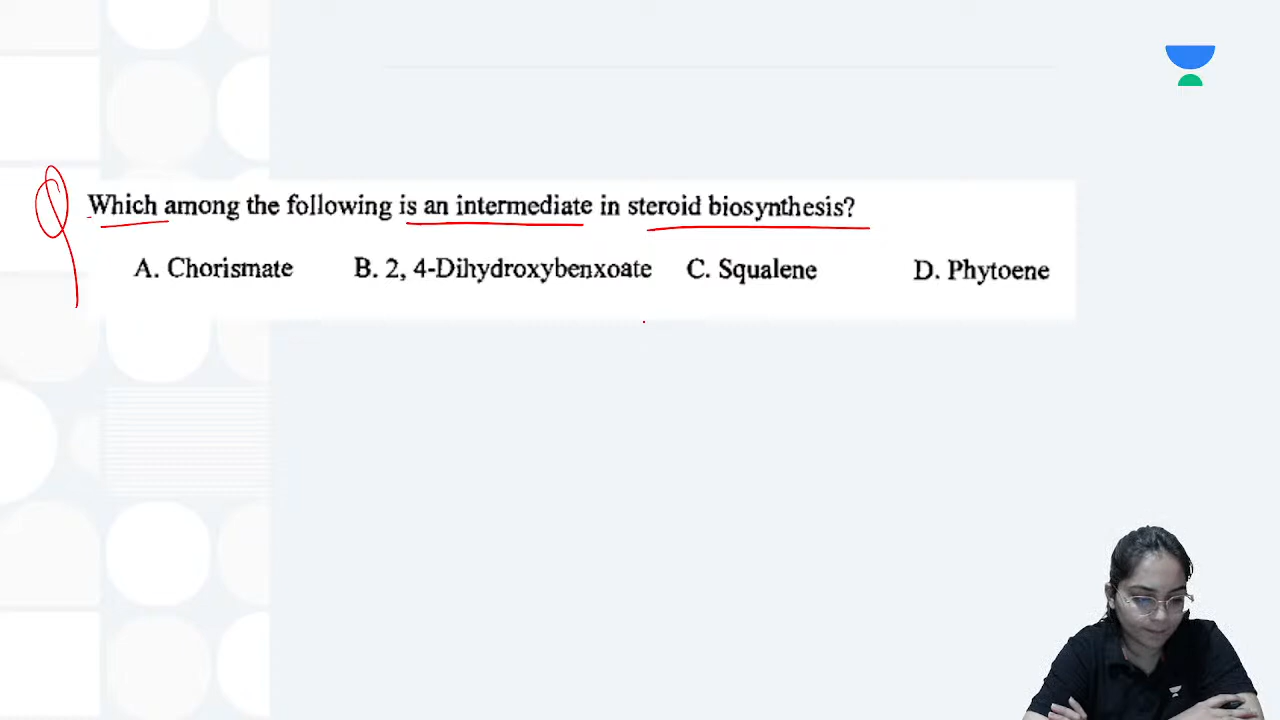 Q Which among the following is an intermediate in steroid biosynthesis?
A. Chorismate B. 2, 4-Dihydroxybenxoate C. Squalene D. Phytoene